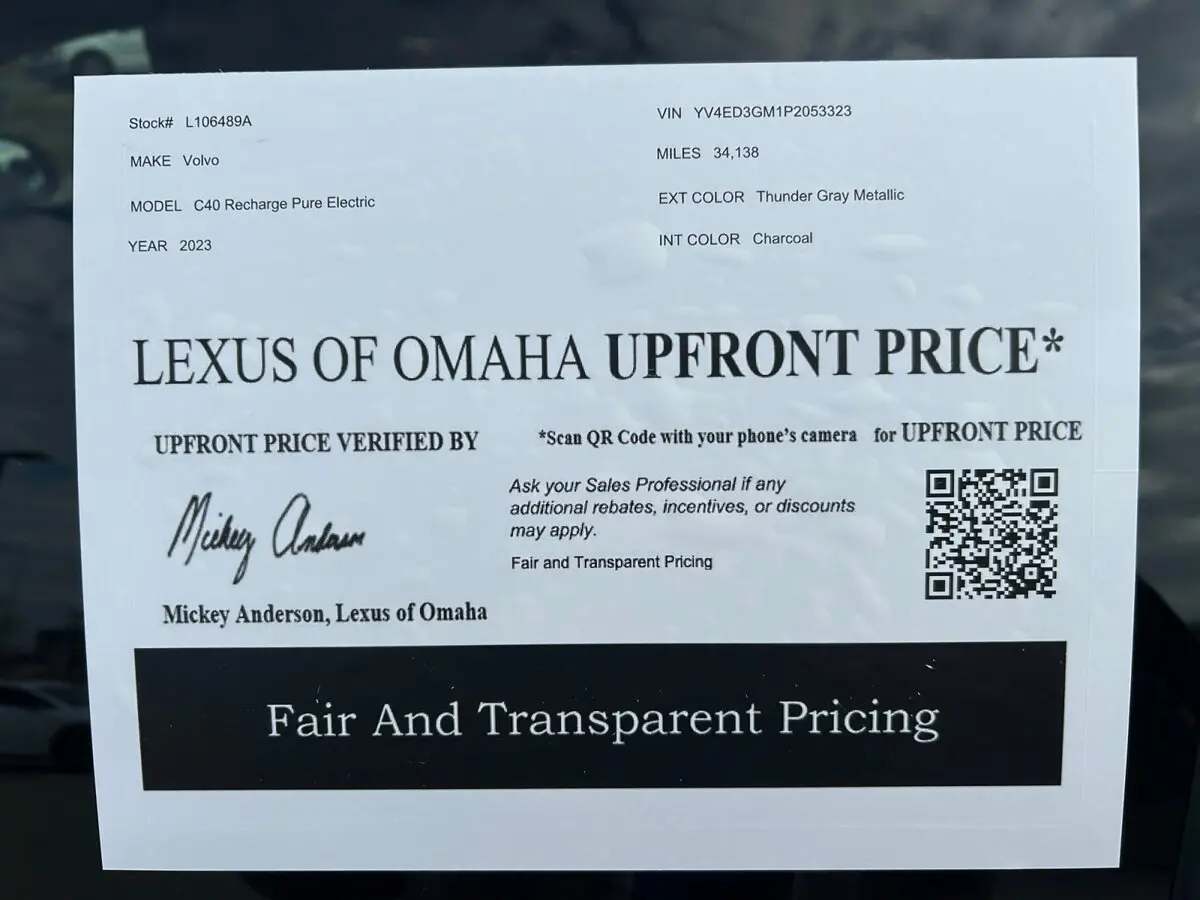 Stock# L106489A
VIN YV4ED3GM1P2053323
MAKE Volvo
MILES 34,138
MODEL C40 Recharge Pure Electric
EXT COLOR Thunder Gray Metallic
YEAR 2023
INT COLOR Charcoal
LEXUS OF OMAHA UPFRONT PRICE*
UPFRONT PRICE VERIFIED BY
*Scan QR Code with your phone's camera for UPFRONT PRICE
Ask your Sales Professional if any
additional rebates, incentives, or discounts
may apply.
Fair and Transparent Pricing
Mickey Anderson
Mickey Anderson, Lexus of Omaha
Fair And Transparent Pricing